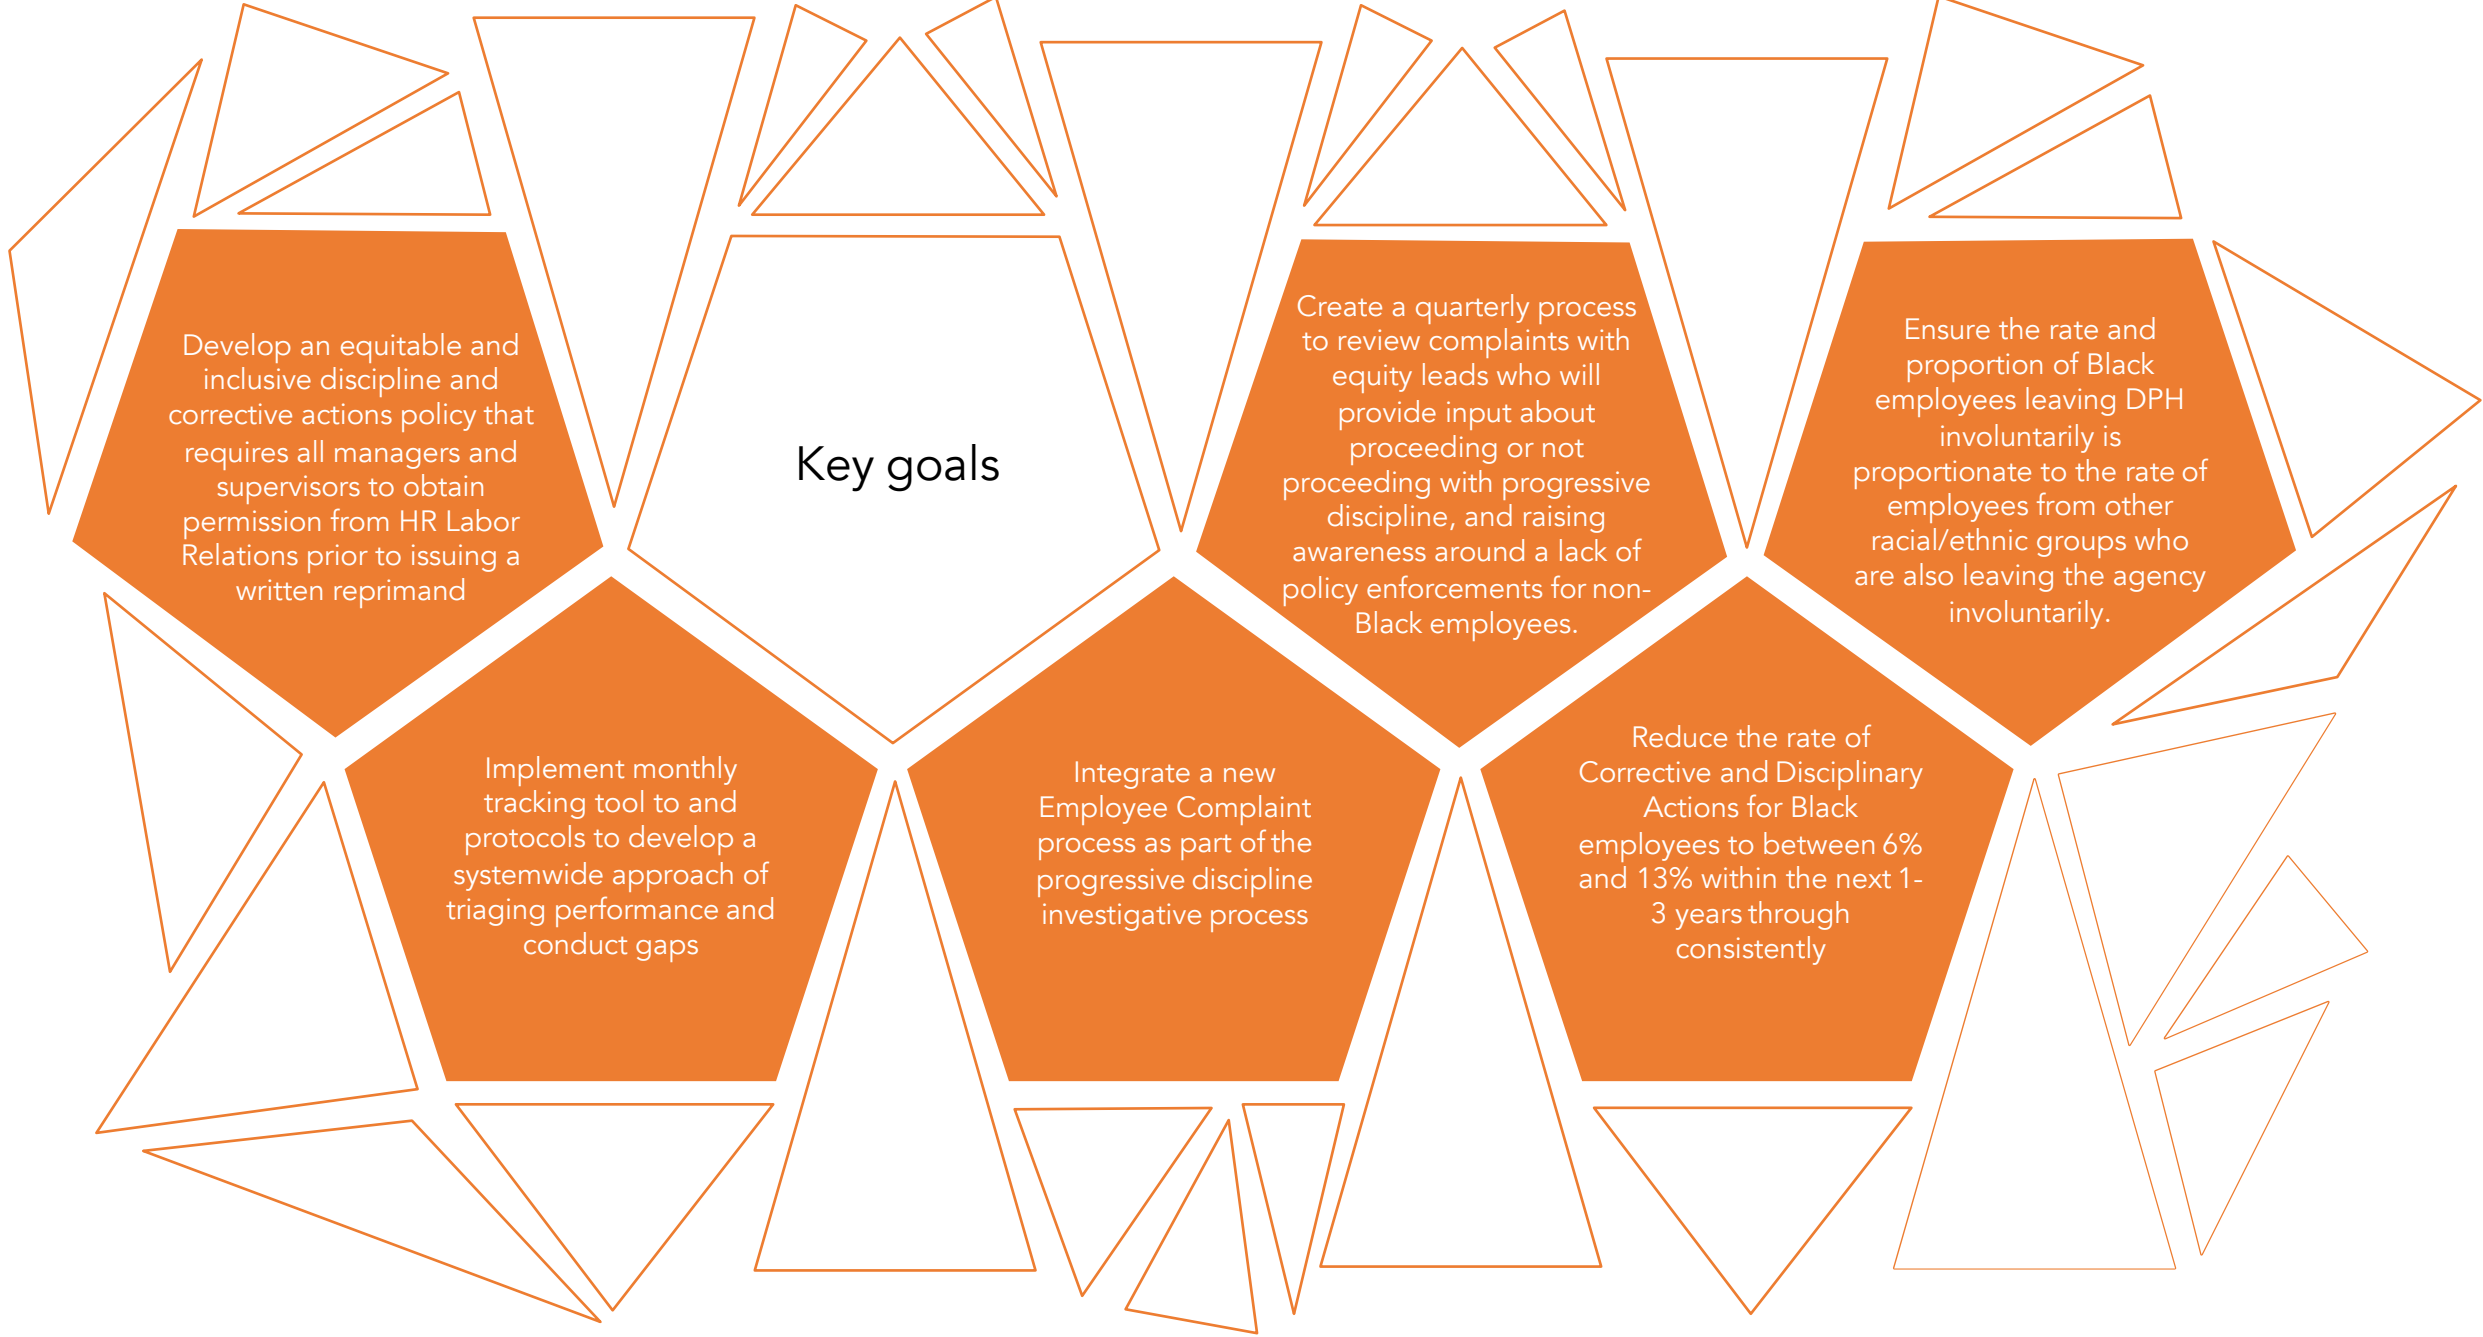 Develop an equitable and
inclusive discipline and
corrective actions policy that
requires all managers and
supervisors to obtain
permission from HR Labor
Relations prior to issuing a
written reprimand
Key goals
Create a quarterly process
to review complaints with
equity leads who will
provide input about
proceeding or not
proceeding with progressive
discipline, and raising
awareness around a lack of
policy enforcements for non-
Black employees.
Ensure the rate and
proportion of Black
employees leaving DPH
involuntarily is
proportionate to the rate of
employees from other
racial/ethnic groups who
are also leaving the agency
involuntarily.
Implement monthly
tracking tool to and
protocols to develop a
systemwide approach of
triaging performance and
conduct gaps
Integrate a new
Employee Complaint
process as part of the
progressive discipline
investigative process
Reduce the rate of
Corrective and Disciplinary
Actions for Black
employees to between 6%
and 13% within the next 1-
3 years through
consistently